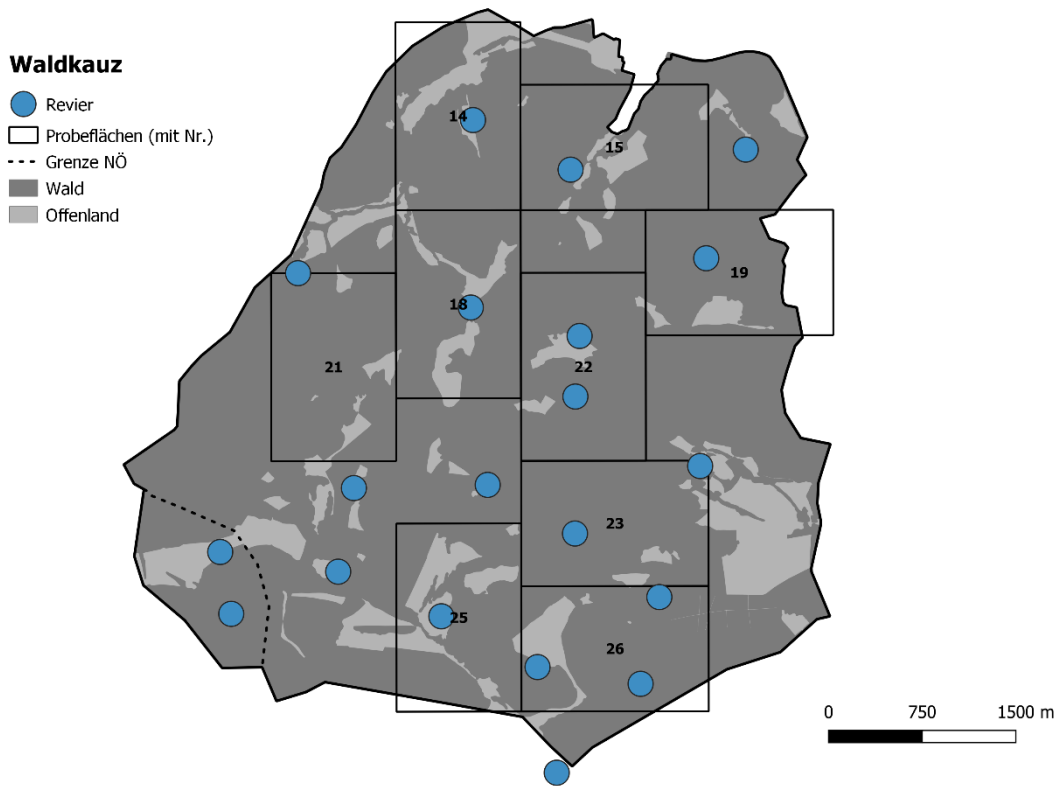 Waldkauz
Revier
Probeflächen (mit Nr.)
Grenze NÖ
Wald
Offenland
14
15
19
18
21
22
23
25
26
0 750 1500 m